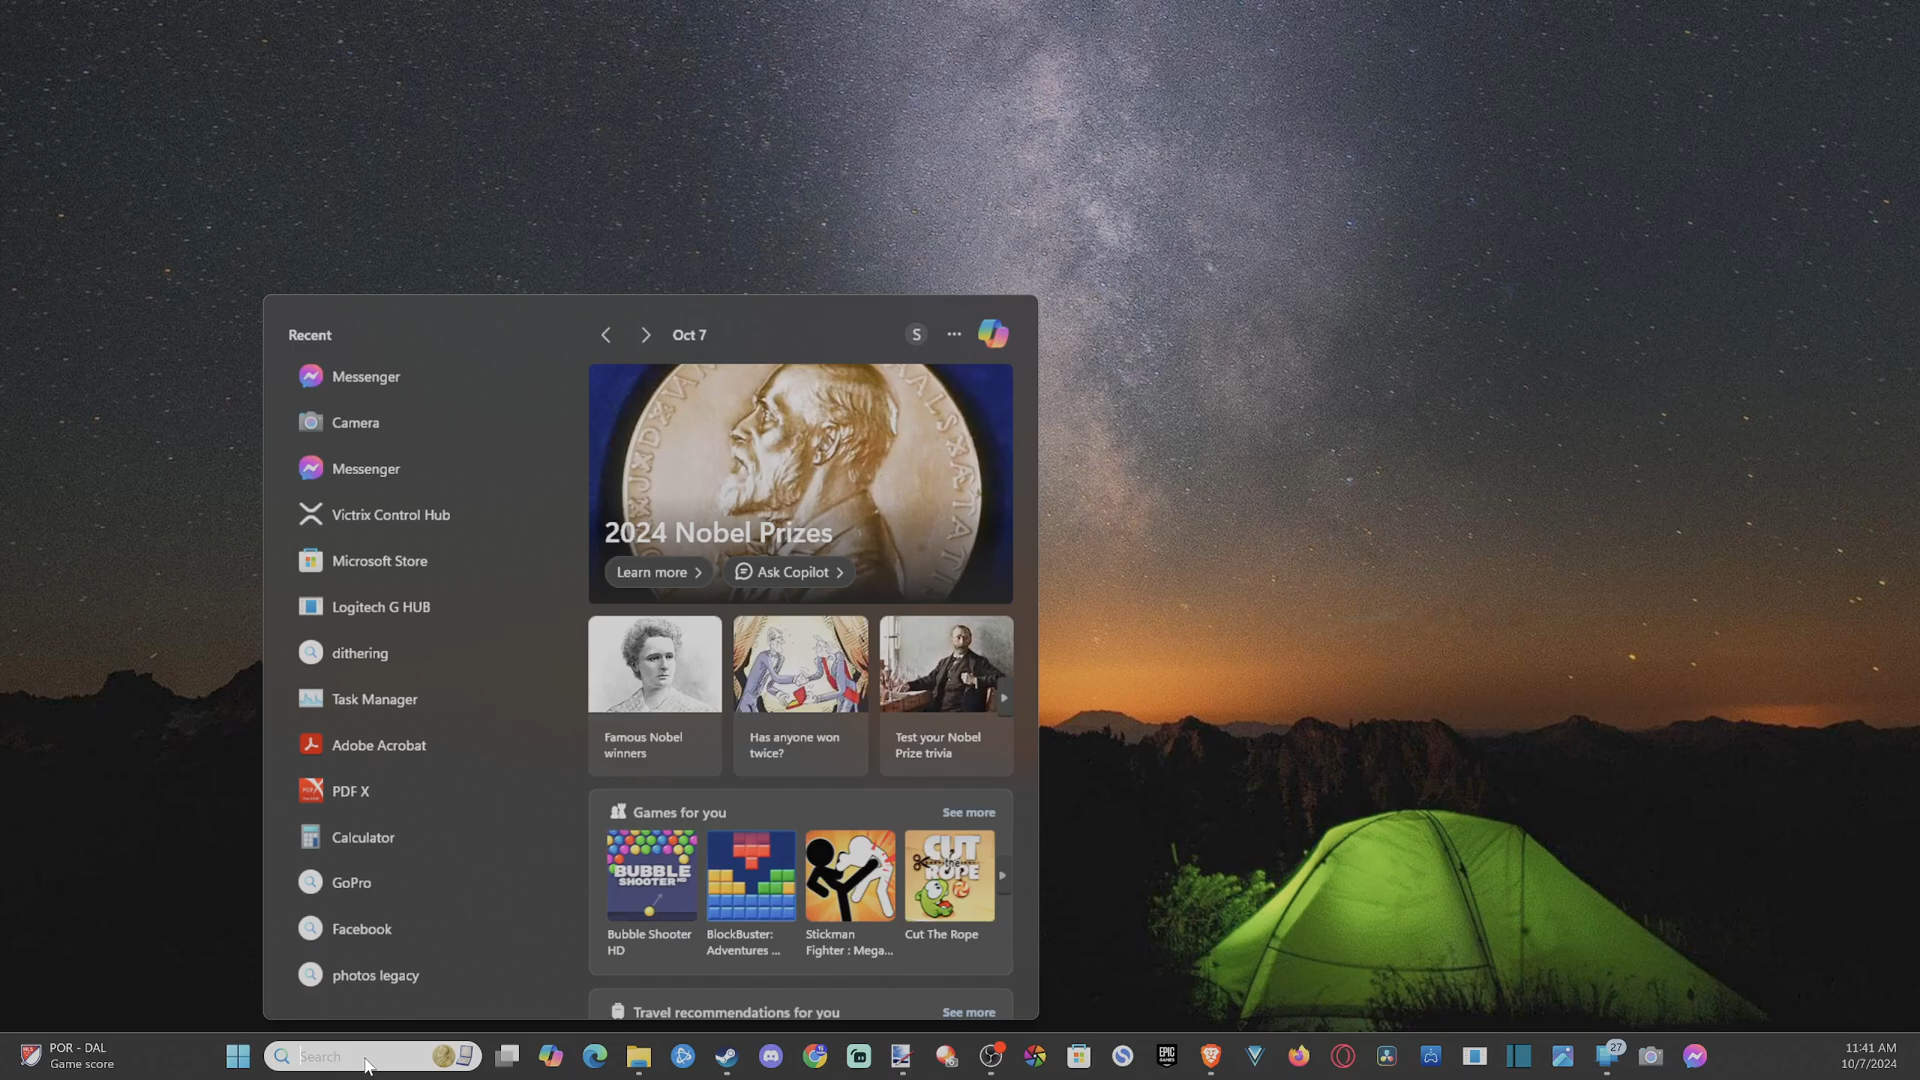 Recent
Messenger
Camera
Messenger
Victrix Control Hub
Microsoft Store
Logitech G HUB
dithering
Task Manager
Adobe Acrobat
PDF X
Calculator
GoPro
Facebook
photos legacy
Oct 7
S
2024 Nobel Prizes
Learn more
Ask Copilot
Famous Nobel
winners
Has anyone won
twice?
Test your Nobel
Prize trivia
Games for you
See more
BUBBLE
SHOOTER HD
CUT
the
ROPE
Bubble Shooter
HD
BlockBuster:
Adventures ...
Stickman
Fighter : Mega...
Cut The Rope
Travel recommendations for you
See more
POR - DAL
Game score
Search
EPIC
GAMES
27
11:41 AM
10/7/2024